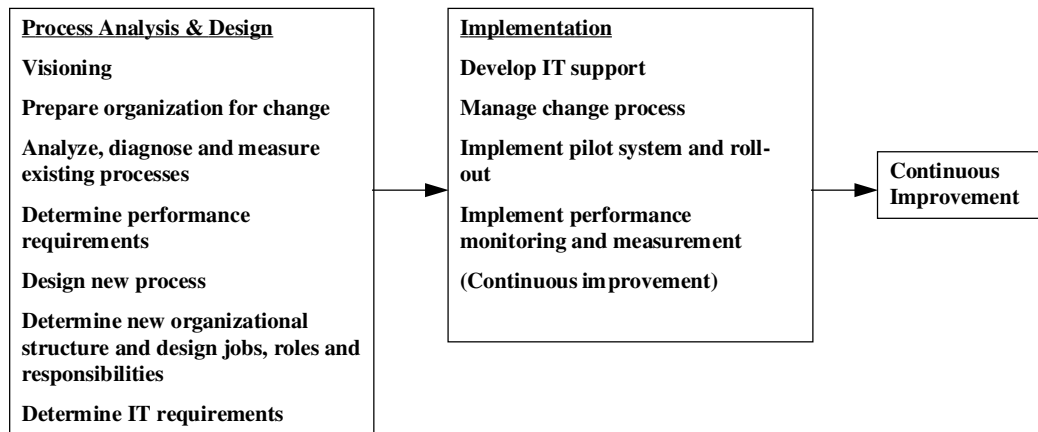 Process Analysis & Design
Visioning
Prepare organization for change
Analyze, diagnose and measure
existing processes
Determine performance
requirements
Design new process
Determine new organizational
structure and design jobs, roles and
responsibilities
Determine IT requirements
Implementation
Develop IT support
Manage change process
Implement pilot system and roll-
out
Implement performance
monitoring and measurement
(Continuous improvement)
Continuous
Improvement